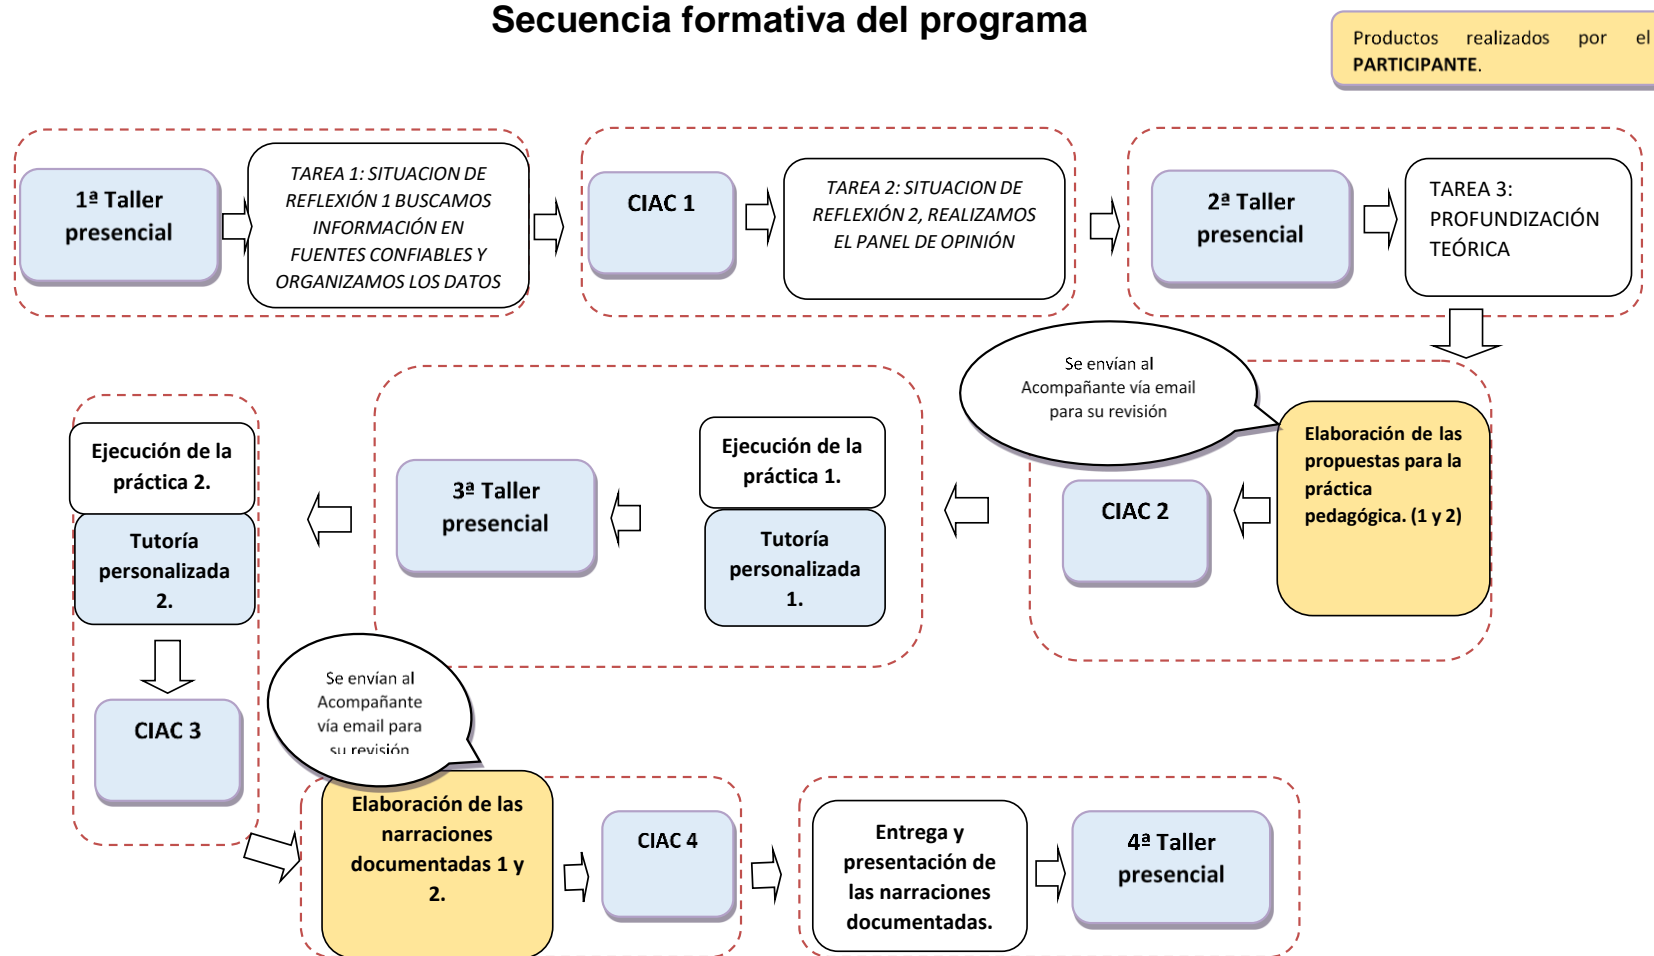 Secuencia formativa del programa
Productos realizados por el
PARTICIPANTE.
1ª Taller
presencial
TAREA 1: SITUACION DE
REFLEXIÓN 1 BUSCAMOS
INFORMACIÓN EN
FUENTES CONFIABLES Y
ORGANIZAMOS LOS DATOS
CIAC 1
TAREA 2: SITUACION DE
REFLEXIÓN 2, REALIZAMOS
EL PANEL DE OPINIÓN
2ª Taller
presencial
TAREA 3:
PROFUNDIZACIÓN
TEÓRICA
Se envían al
Acompañante vía email
para su revisión
Elaboración de las
propuestas para la
práctica
pedagógica. (1 y 2)
CIAC 2
Ejecución de la
práctica 1.
Tutoría
personalizada
1.
3ª Taller
presencial
Ejecución de la
práctica 2.
Tutoría
personalizada
2.
CIAC 3
Se envían al
Acompañante
vía email para
su revisión
Elaboración de las
narraciones
documentadas 1 y
2.
CIAC 4
Entrega y
presentación de
las narraciones
documentadas.
4ª Taller
presencial